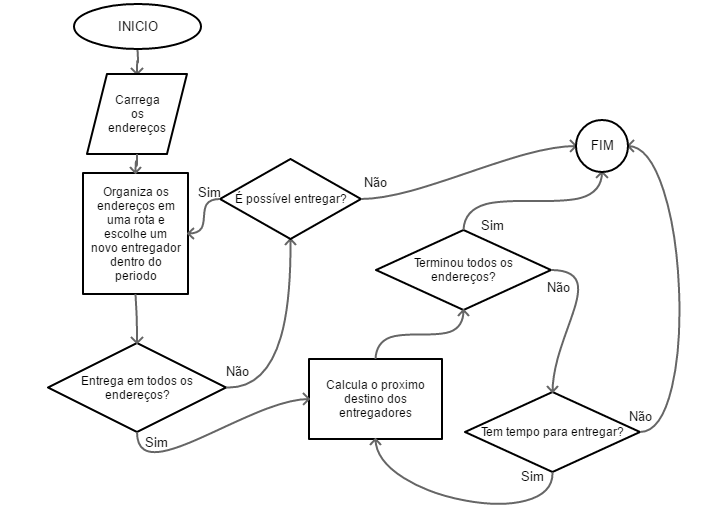 INICIO
Carrega
os
endereços
Organiza os
endereços em
uma rota e
escolhe um
novo entregador
dentro do
periodo
Sim
É possível entregar?
Não
FIM
Sim
Terminou todos os
endereços?
Não
Entrega em todos os
endereços?
Não
Sim
Calcula o proximo
destino dos
entregadores
Tem tempo para entregar?
Não
Sim